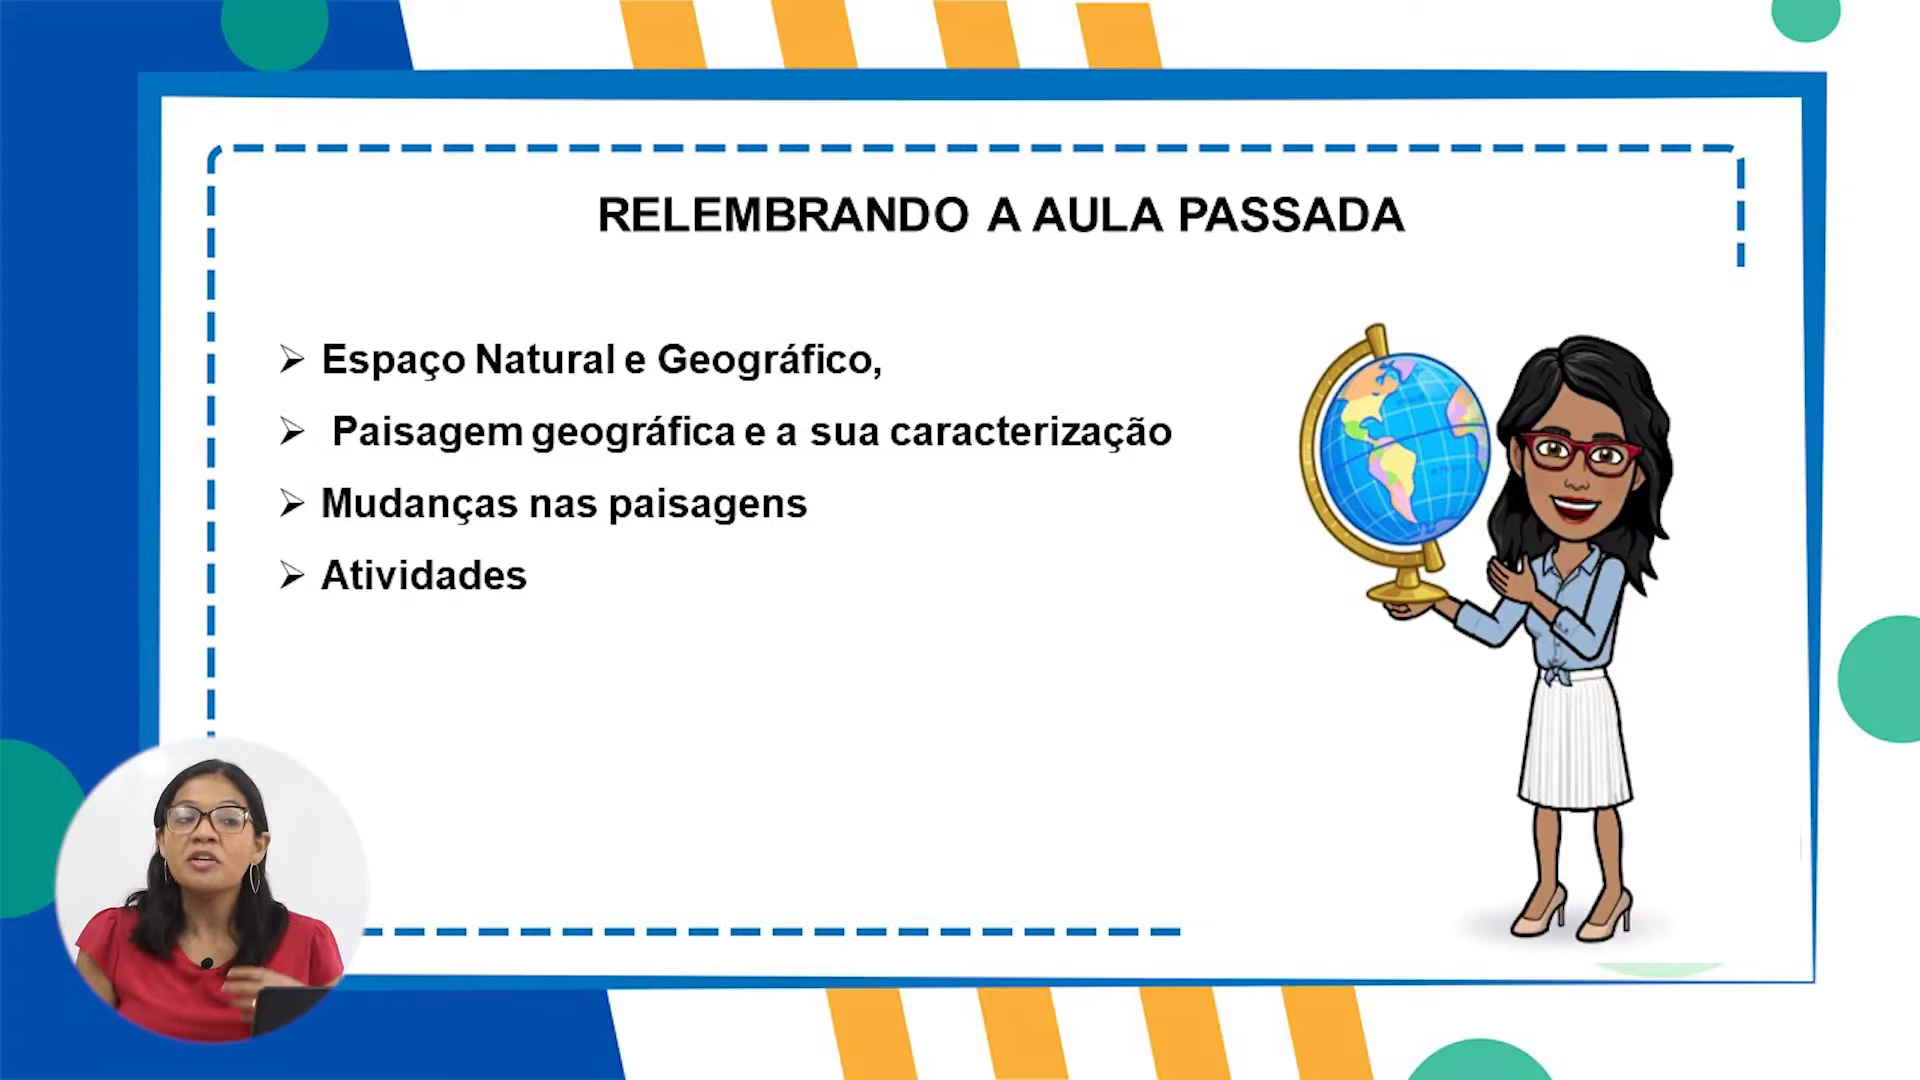 RELEMBRANDO A AULA PASSADA
➢ Espaço Natural e Geográfico,
➢ Paisagem geográfica e a sua caracterização
➢ Mudanças nas paisagens
➢ Atividades